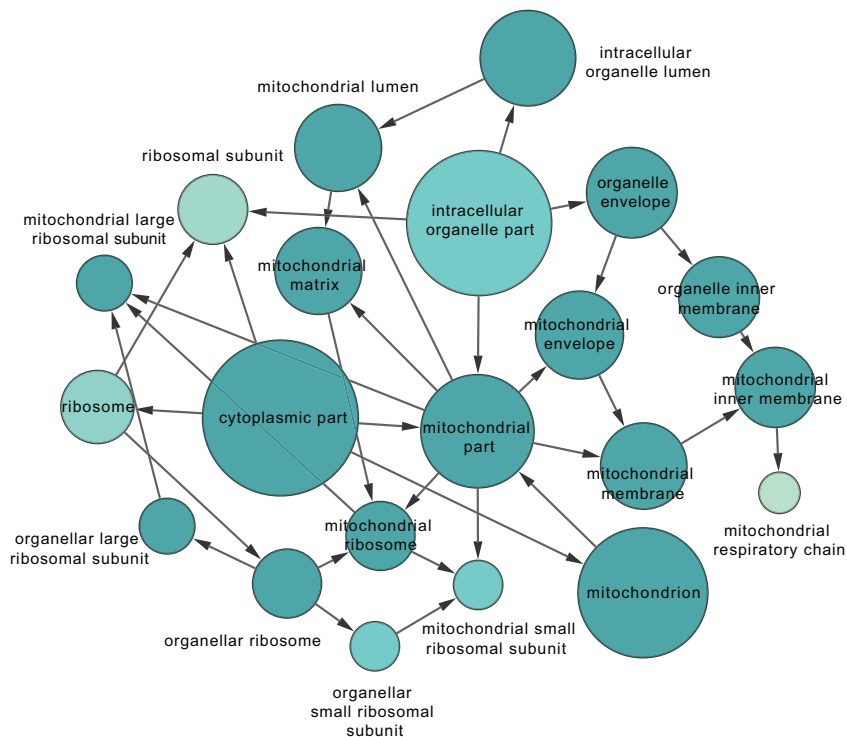 intracellular
organelle lumen
mitochondrial lumen
ribosomal subunit
organelle
envelope
mitochondrial large
ribosomal subunit
intracellular
organelle part
mitochondrial
matrix
organelle inner
membrane
mitochondrial
envelope
mitochondrial
inner membrane
ribosome
cytoplasmic part
mitochondrial
part
mitochondrial
membrane
mitochondrial
respiratory chain
organellar large
ribosomal subunit
mitochondrial
ribosome
mitochondrion
organellar ribosome
mitochondrial small
ribosomal subunit
organellar
small ribosomal
subunit